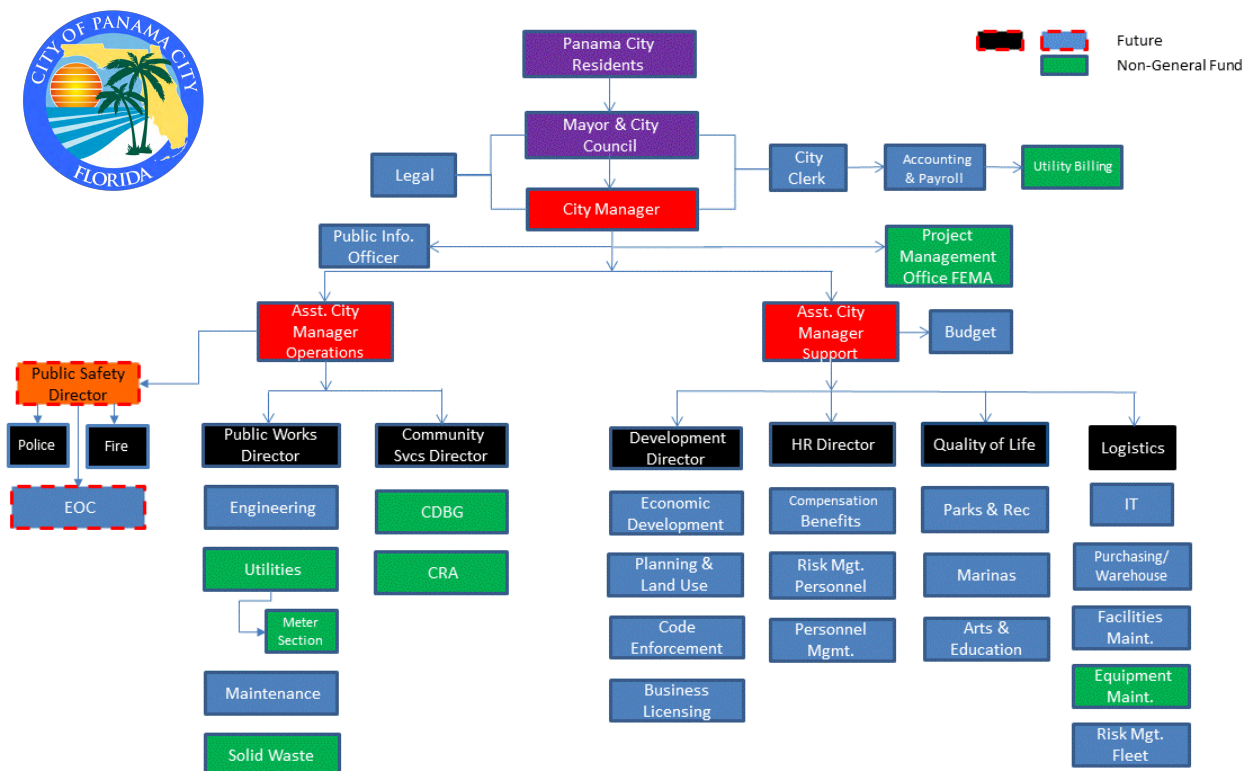 CITY OF PANAMA CITY
FLORIDA
Future
Non-General Fund
Panama City
Residents
Mayor & City
Council
Legal
City Manager
City
Clerk
Accounting
& Payroll
Utility Billing
Public Info.
Officer
Project
Management
Office FEMA
Asst. City
Manager
Operations
Asst. City
Manager
Support
Budget
Public Safety
Director
Police
Fire
EOC
Public Works
Director
Community
Svcs Director
Development
Director
HR Director
Quality of Life
Logistics
Engineering
Utilities
Meter
Section
Maintenance
Solid Waste
CDBG
CRA
Economic
Development
Planning &
Land Use
Code
Enforcement
Business
Licensing
Compensation
Benefits
Risk Mgt.
Personnel
Personnel
Mgmt.
Parks & Rec
Marinas
Arts &
Education
IT
Purchasing/
Warehouse
Facilities
Maint.
Equipment
Maint.
Risk Mgt.
Fleet